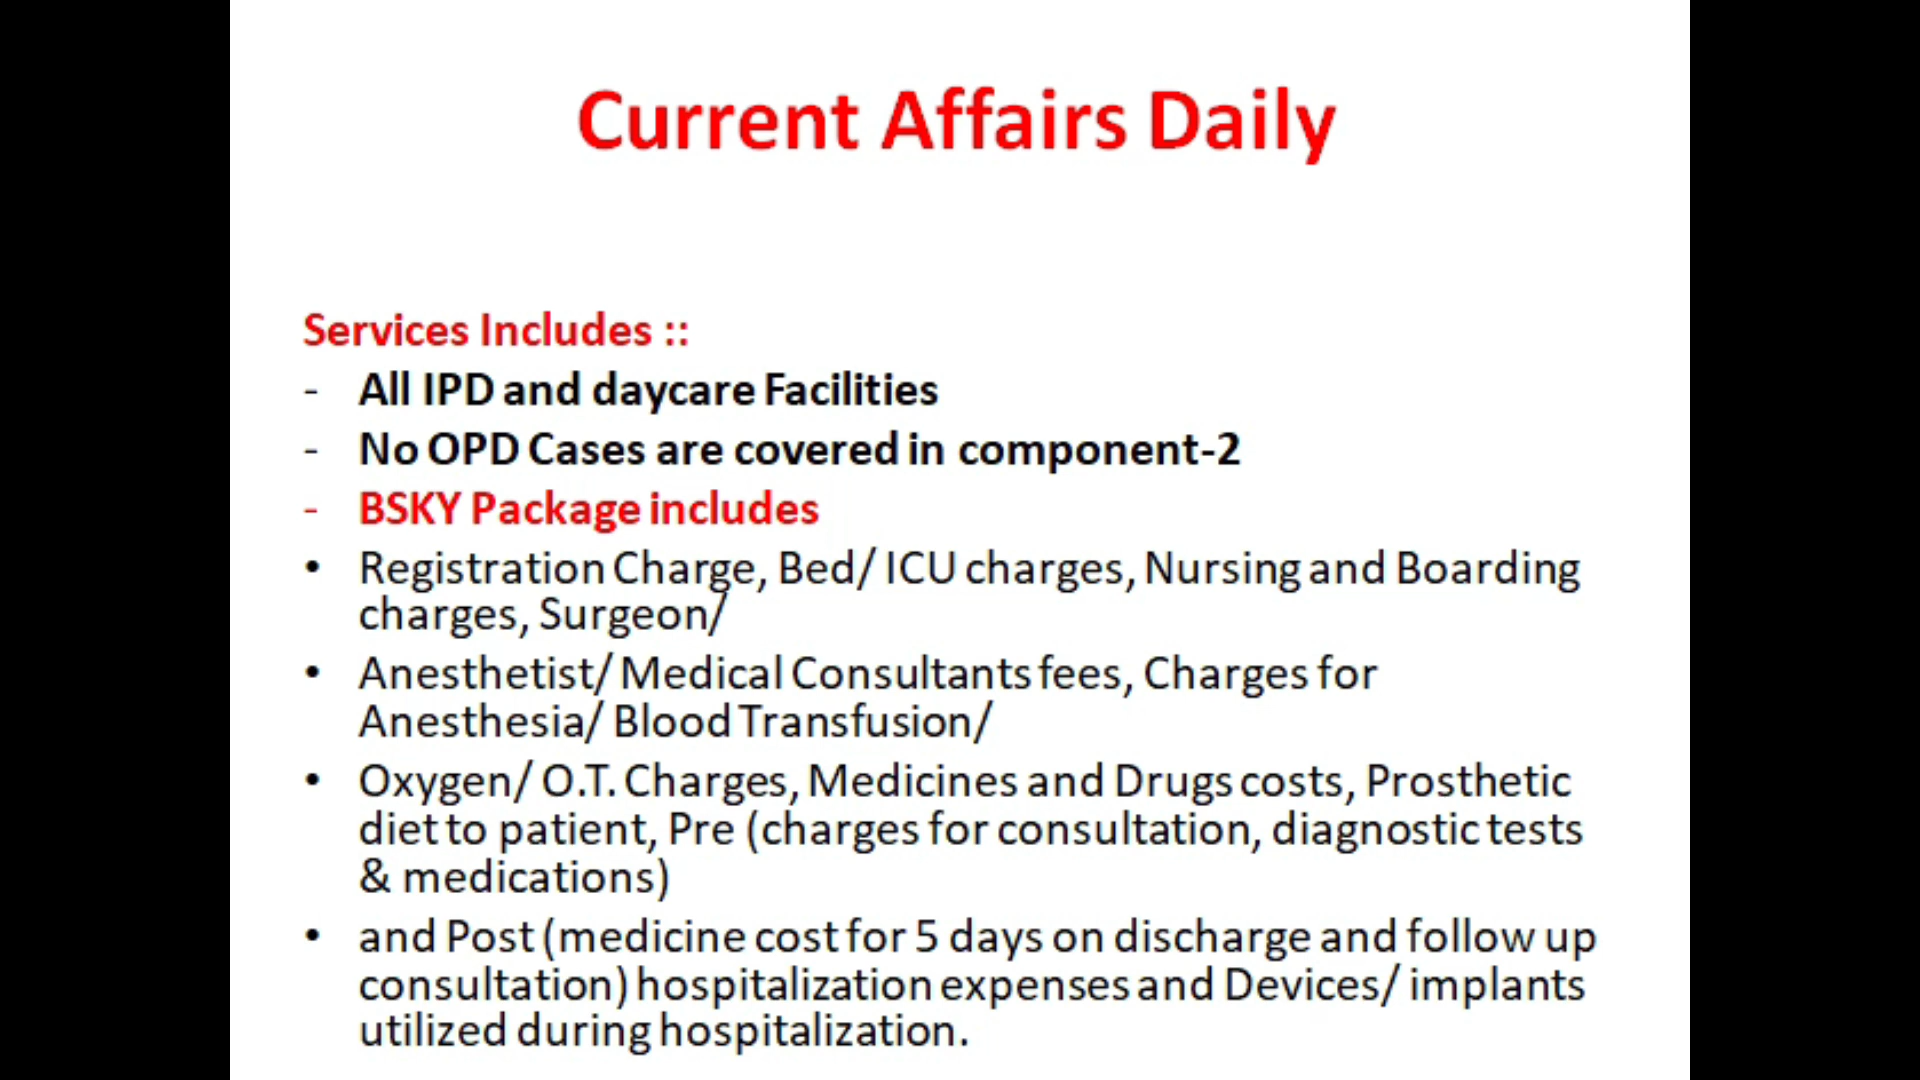 Current Affairs Daily
Services Includes ::
- All IPD and daycare Facilities
- No OPD Cases are covered in component-2
- BSKY Package includes
• Registration Charge, Bed/ ICU charges, Nursing and Boarding
charges, Surgeon/
• Anesthetist/ Medical Consultants fees, Charges for
Anesthesia/ Blood Transfusion/
• Oxygen/ O.T. Charges, Medicines and Drugs costs, Prosthetic
diet to patient, Pre (charges for consultation, diagnostic tests
& medications)
• and Post (medicine cost for 5 days on discharge and follow up
consultation) hospitalization expenses and Devices/ implants
utilized during hospitalization.